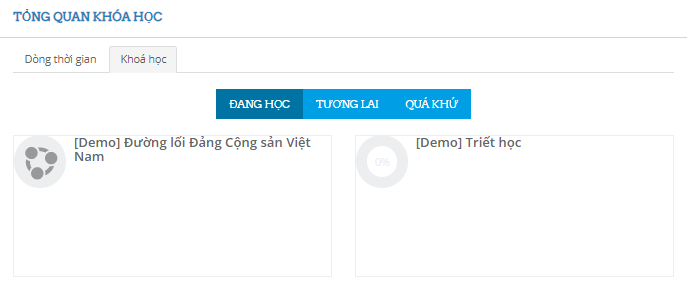 TỔNG QUAN KHÓA HỌC
Dòng thời gian Khoá học
ĐANG HỌC TƯƠNG LAI QUÁ KHỨ
[Demo] Đường lối Đảng Cộng sản Việt
Nam
0%
[Demo] Triết học